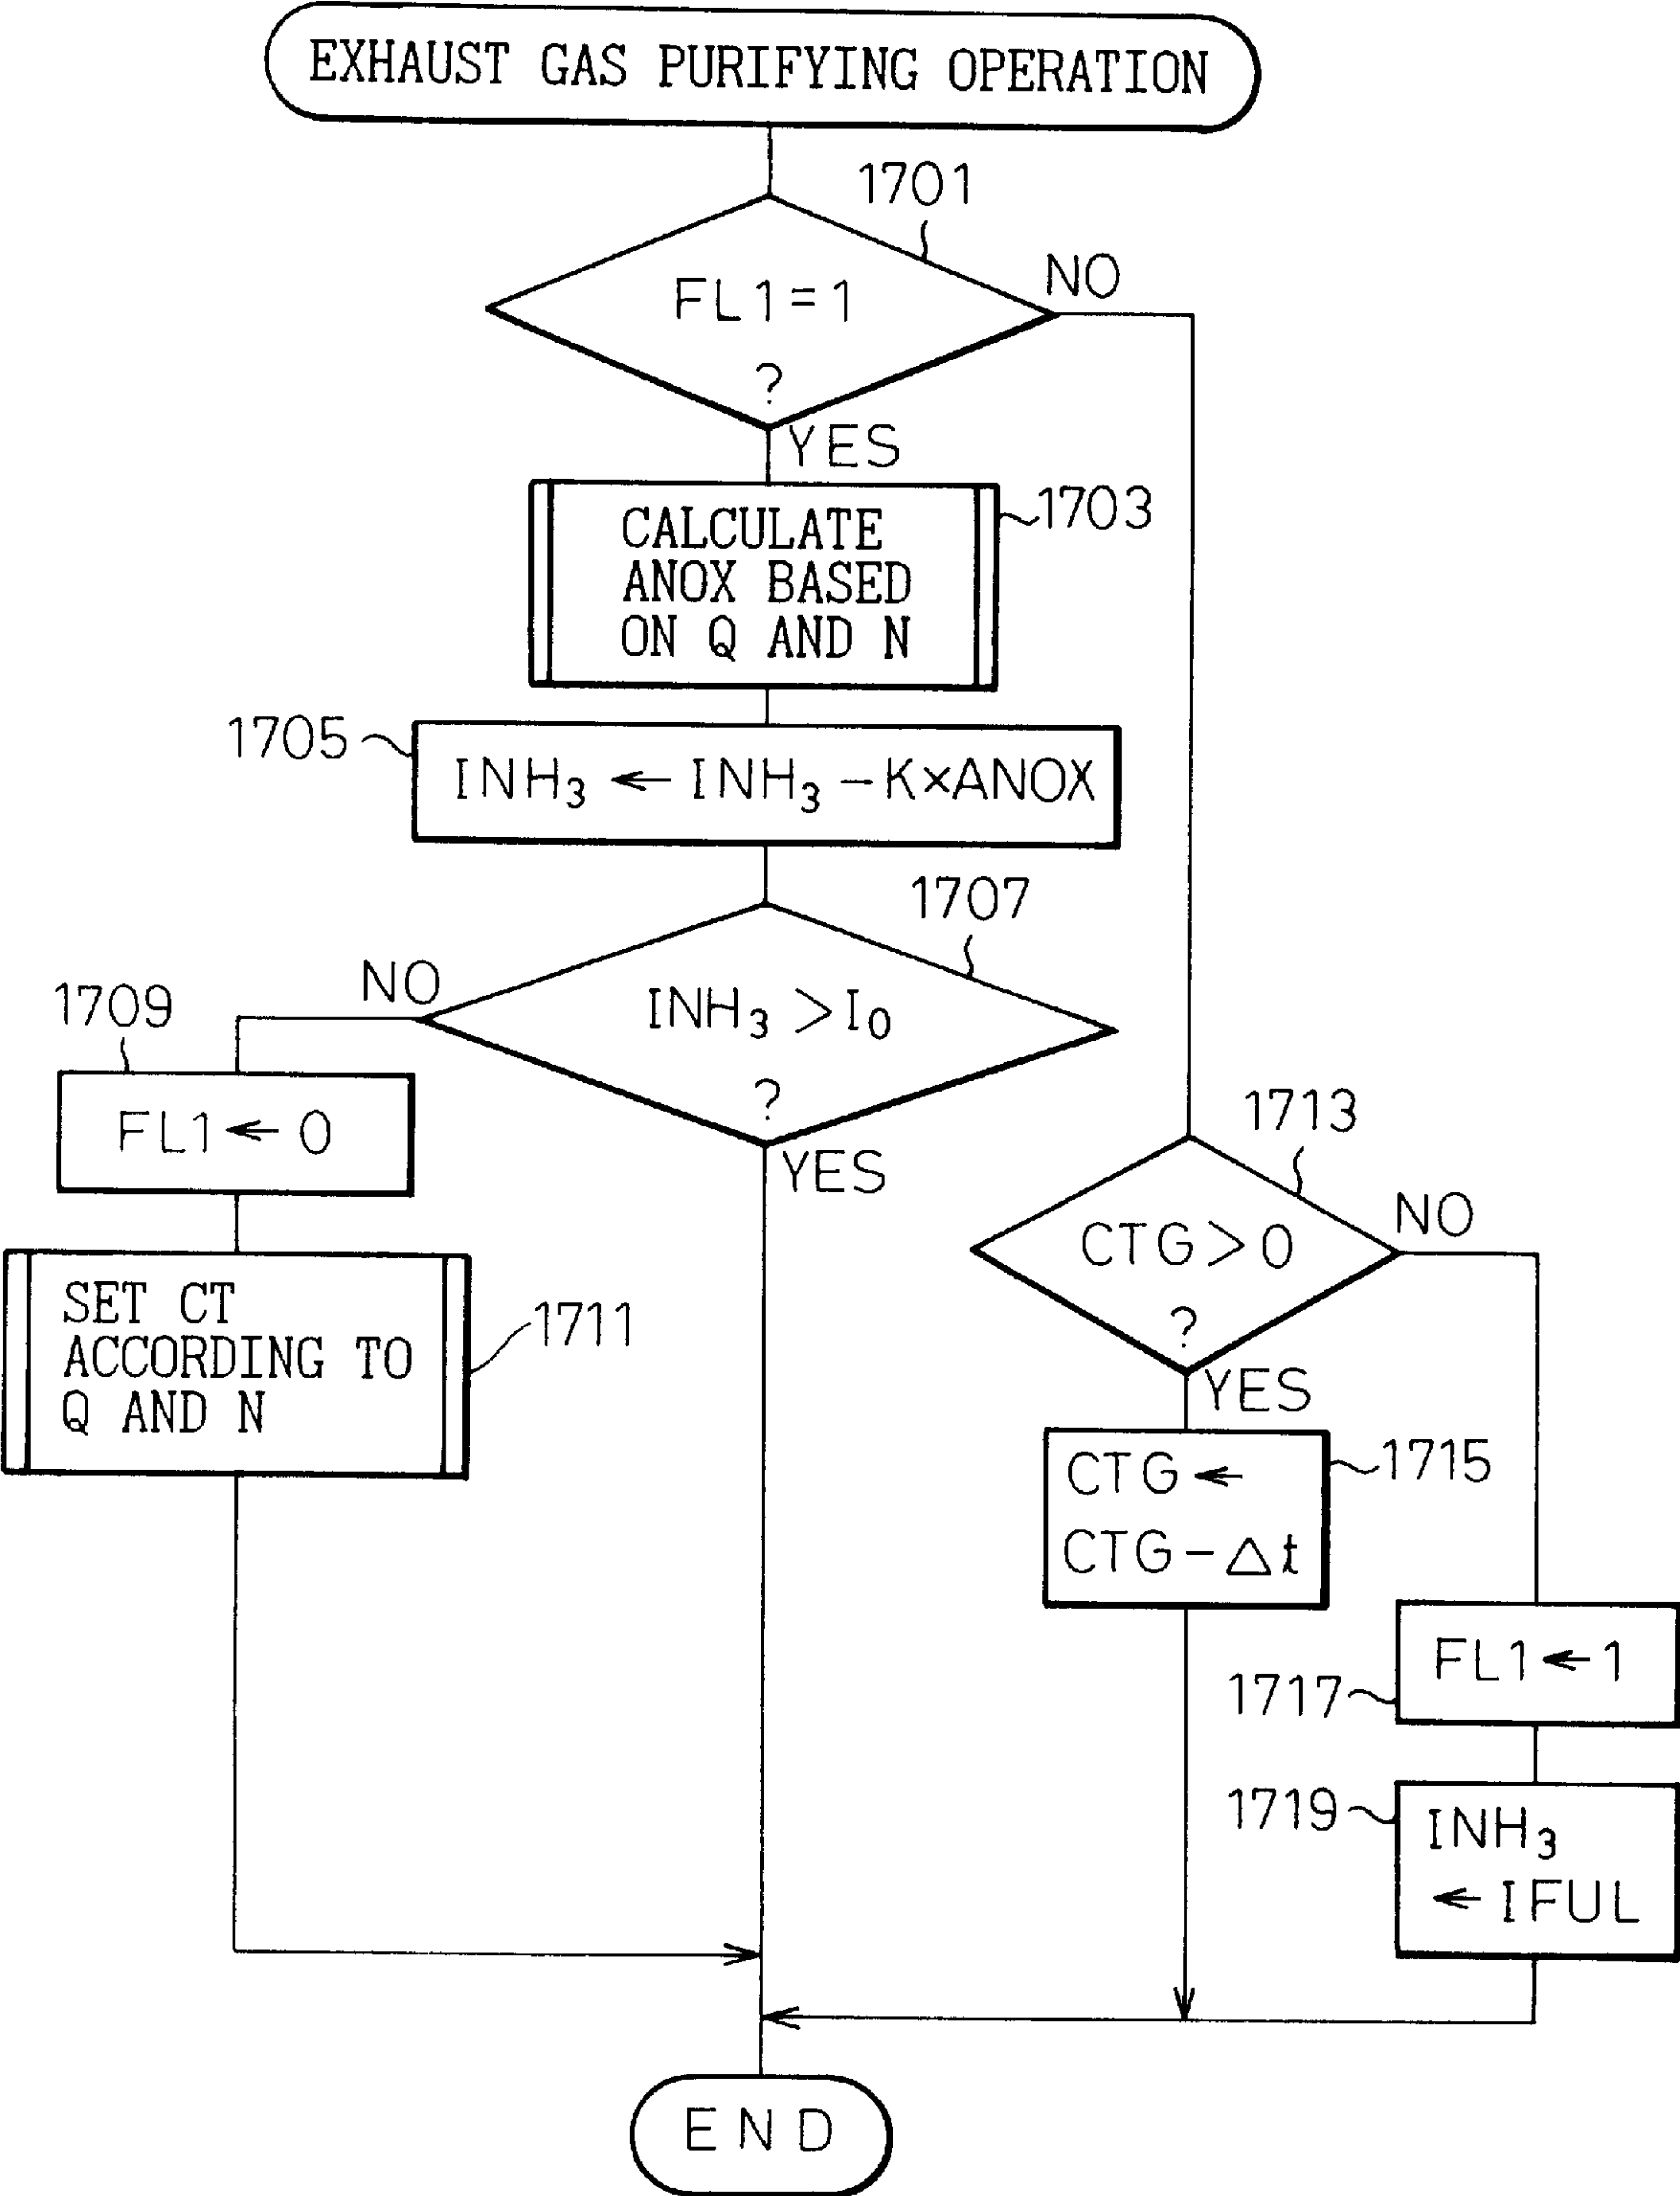 EXHAUST GAS PURIFYING OPERATION
1701
FL1=1
?
NO
YES
CALCULATE
ANOX BASED
ON Q AND N
1703
1705
INH₃ ← INH₃ – K×ANOX
1707
INH₃ > I₀
?
NO
YES
1709
FL1 ← 0
SET CT
ACCORDING TO
Q AND N
1711
1713
CTG > 0
?
NO
YES
CTG ←
CTG – Δt
1715
FL1 ← 1
1717
1719
INH₃
← IFUL
END